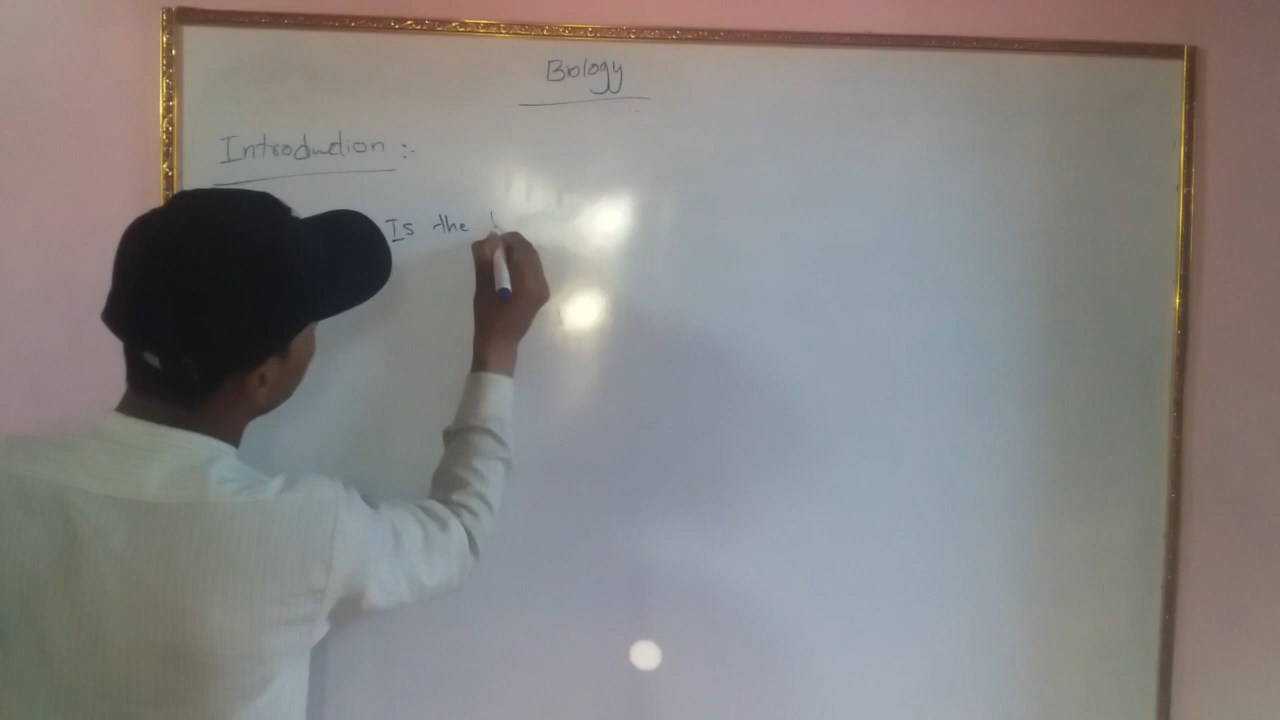 Biology
Introduction :-
Is the